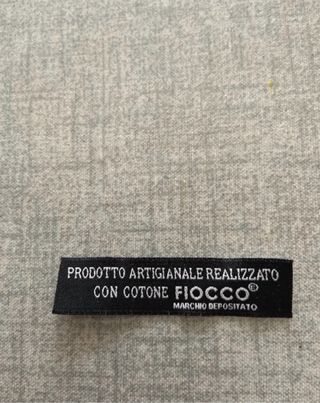 PRODOTTO ARTIGIANALE REALIZZATO
CON COTONE FIOCCO®
MARCHIO DEPOSITATO